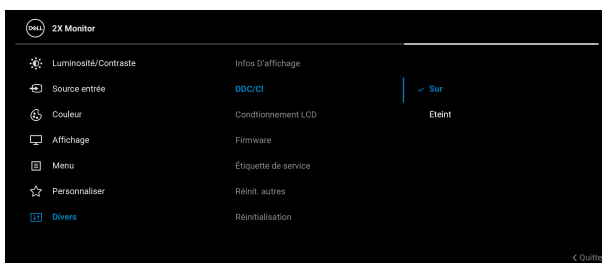 DELL 2X Monitor
Luminosité/Contraste Infos D'affichage
Source entrée DDC/CI Sur
Couleur Condtionnement LCD Eteint
Affichage Firmware
Menu Étiquette de service
Personnaliser Réinit. autres
Divers Réinitialisation
Quitte